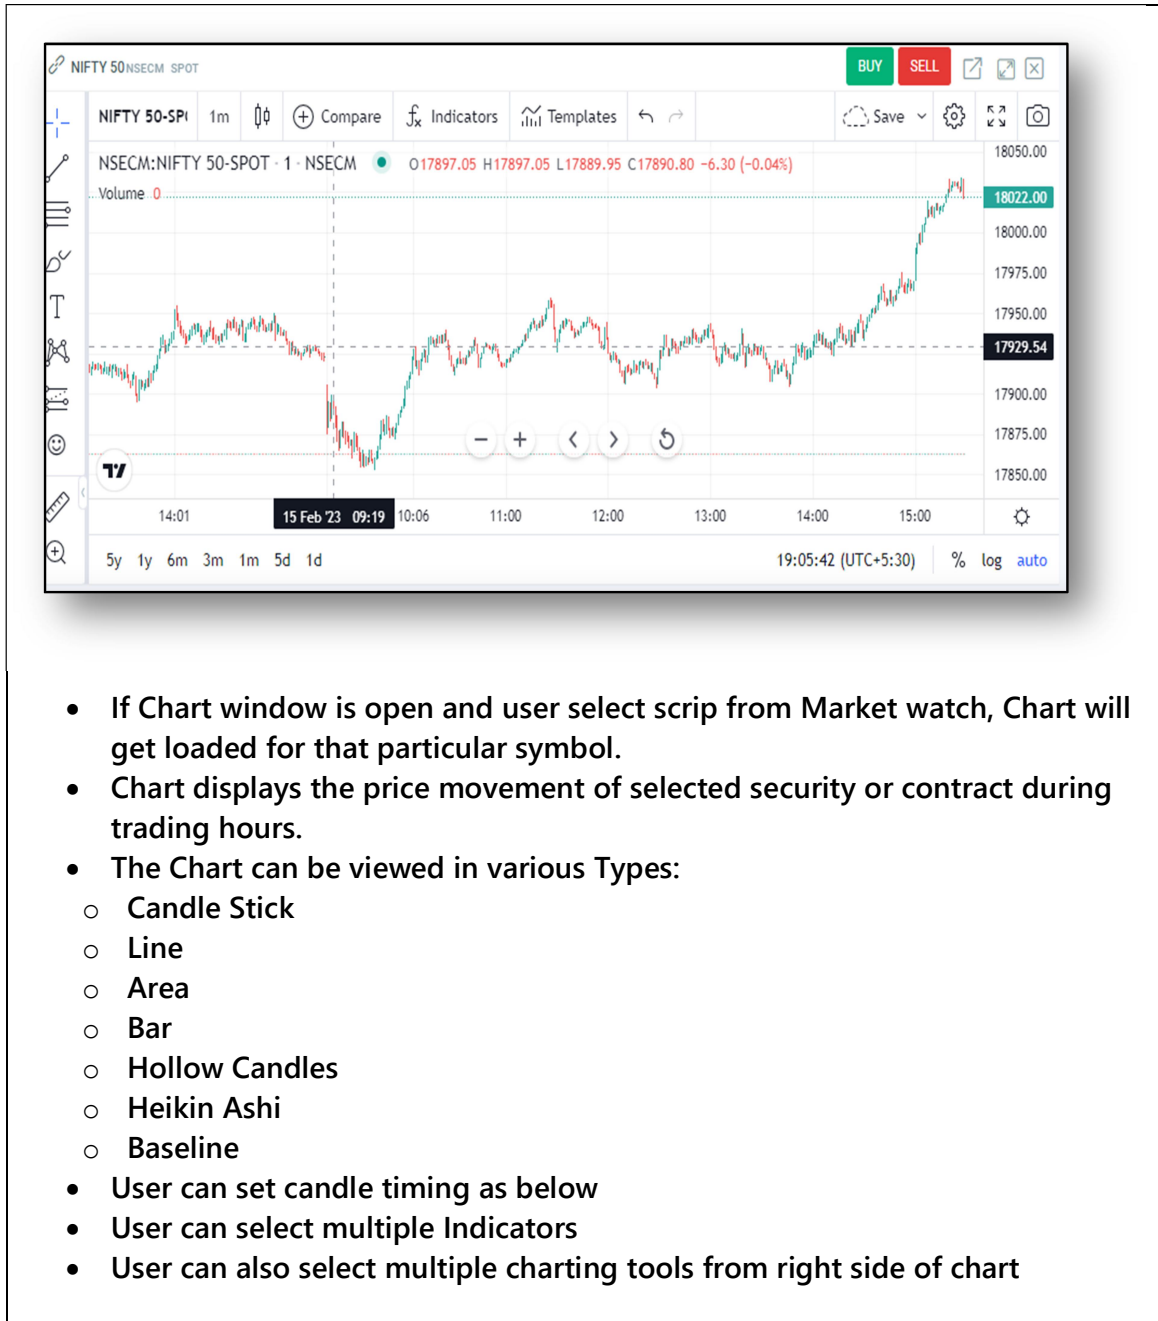 NIFTY 50 NSECM SPOT
BUY SELL
NIFTY 50-SP 1m Compare Indicators Templates Save
NSECM:NIFTY 50-SPOT · 1 · NSECM O17897.05 H17897.05 L17889.95 C17890.80 −6.30 (−0.04%)
Volume 0
18050.00
18022.00
18000.00
17975.00
17950.00
17929.54
17900.00
17875.00
17850.00
14:01 15 Feb '23 09:19 10:06 11:00 12:00 13:00 14:00 15:00
5y 1y 6m 3m 1m 5d 1d 19:05:42 (UTC+5:30) % log auto
• If Chart window is open and user select scrip from Market watch, Chart will
get loaded for that particular symbol.
• Chart displays the price movement of selected security or contract during
trading hours.
• The Chart can be viewed in various Types:
o Candle Stick
o Line
o Area
o Bar
o Hollow Candles
o Heikin Ashi
o Baseline
• User can set candle timing as below
• User can select multiple Indicators
• User can also select multiple charting tools from right side of chart